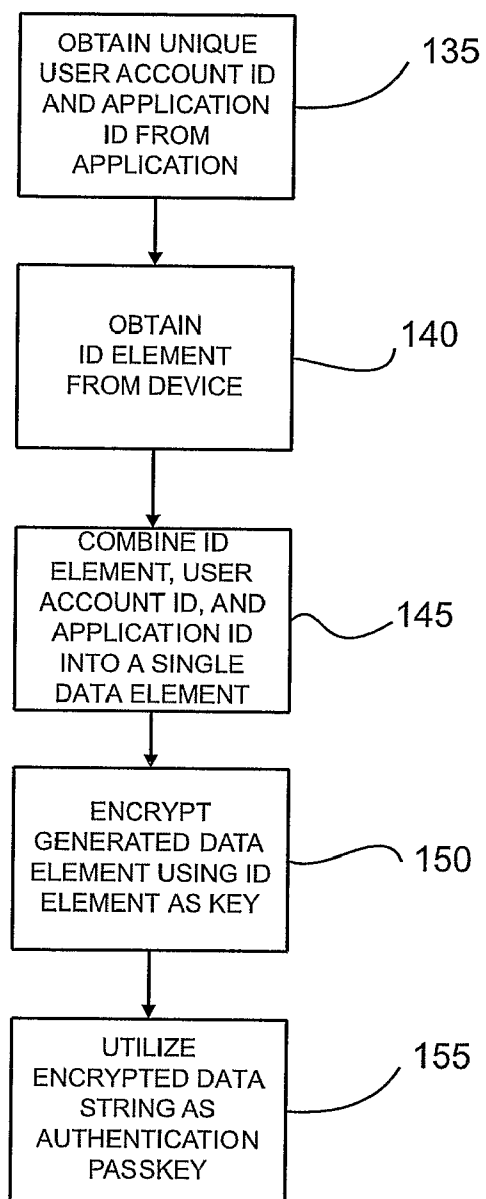 OBTAIN UNIQUE
USER ACCOUNT ID
AND APPLICATION
ID FROM
APPLICATION
135
OBTAIN
ID ELEMENT
FROM DEVICE
140
COMBINE ID
ELEMENT, USER
ACCOUNT ID, AND
APPLICATION ID
INTO A SINGLE
DATA ELEMENT
145
ENCRYPT
GENERATED DATA
ELEMENT USING ID
ELEMENT AS KEY
150
UTILIZE
ENCRYPTED DATA
STRING AS
AUTHENTICATION
PASSKEY
155